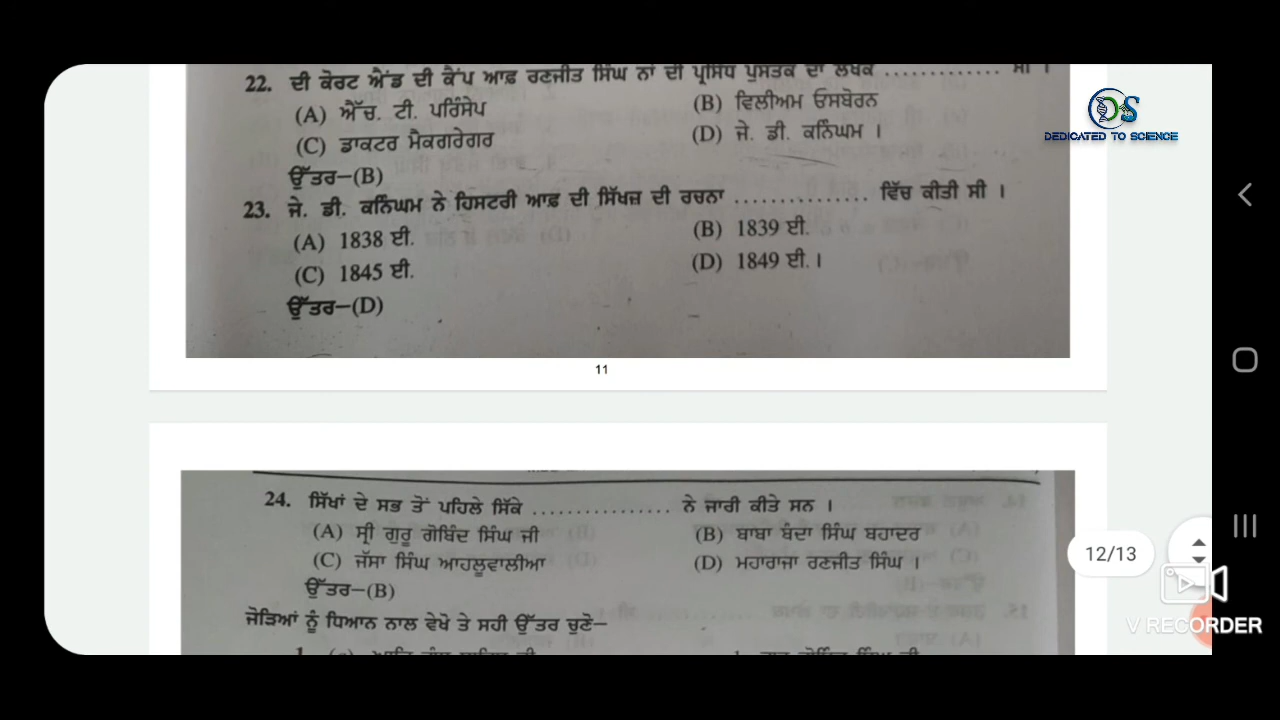 22. ਦੀ ਕੋਰਟ ਐਂਡ ਦੀ ਕੈਂਪ ਆਫ਼ ਰਣਜੀਤ ਸਿੰਘ ਨਾਂ ਦੀ ਪ੍ਰਸਿੱਧ ਪੁਸਤਕ ਦਾ ਲੇਖਕ ............. ਸੀ ।
(A) ਐੱਚ. ਟੀ. ਪਰਿੰਸੇਪ (B) ਵਿਲੀਅਮ ਓਸਬੋਰਨ
(C) ਡਾਕਟਰ ਮੈਕਗਰੇਗਰ (D) ਜੇ. ਡੀ. ਕਨਿੰਘਮ ।
ਉੱਤਰ–(B)
23. ਜੇ. ਡੀ. ਕਨਿੰਘਮ ਨੇ ਹਿਸਟਰੀ ਆਫ਼ ਦੀ ਸਿੱਖਜ਼ ਦੀ ਰਚਨਾ ............... ਵਿੱਚ ਕੀਤੀ ਸੀ ।
(A) 1838 ਈ. (B) 1839 ਈ.
(C) 1845 ਈ. (D) 1849 ਈ. ।
ਉੱਤਰ–(D)
DS
DEDICATED TO SCIENCE
11
24. ਸਿੱਖਾਂ ਦੇ ਸਭ ਤੋਂ ਪਹਿਲੇ ਸਿੱਕੇ ................ ਨੇ ਜਾਰੀ ਕੀਤੇ ਸਨ ।
(A) ਸ੍ਰੀ ਗੁਰੂ ਗੋਬਿੰਦ ਸਿੰਘ ਜੀ (B) ਬਾਬਾ ਬੰਦਾ ਸਿੰਘ ਬਹਾਦਰ
(C) ਜੱਸਾ ਸਿੰਘ ਆਹਲੂਵਾਲੀਆ (D) ਮਹਾਰਾਜਾ ਰਣਜੀਤ ਸਿੰਘ ।
ਉੱਤਰ–(B)
ਜੋੜਿਆਂ ਨੂੰ ਧਿਆਨ ਨਾਲ ਵੇਖੋ ਤੇ ਸਹੀ ਉੱਤਰ ਚੁਣੋ–
12/13
V RECORDER